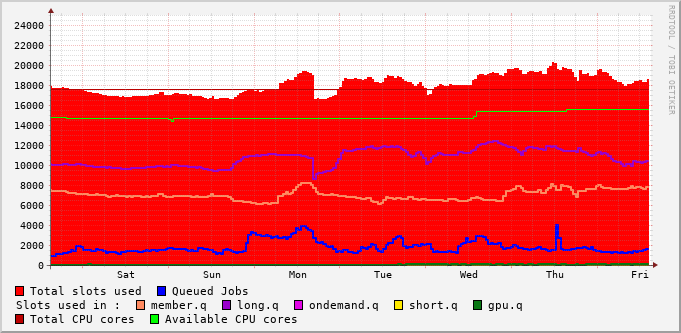 RRDTOOL / TOBI OETIKER
24000
22000
20000
18000
16000
14000
12000
10000
8000
6000
4000
2000
0
Sat Sun Mon Tue Wed Thu Fri
Total slots used Queued Jobs
Slots used in : member.q long.q ondemand.q short.q gpu.q
Total CPU cores Available CPU cores